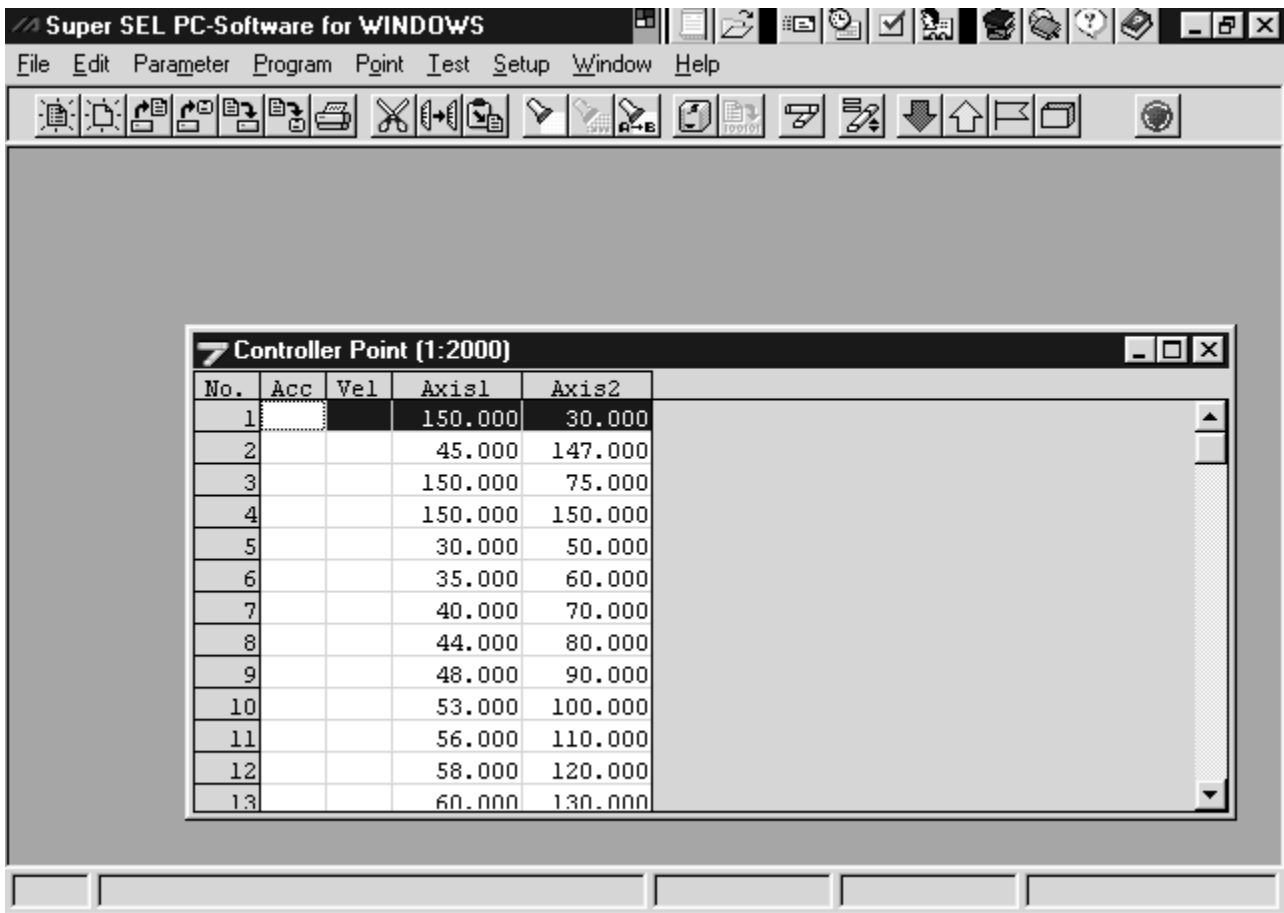 Super SEL PC-Software for WINDOWS
File Edit Parameter Program Point Test Setup Window Help
A→B
Controller Point (1:2000)
No. Acc Vel Axis1 Axis2
1 150.000 30.000
2 45.000 147.000
3 150.000 75.000
4 150.000 150.000
5 30.000 50.000
6 35.000 60.000
7 40.000 70.000
8 44.000 80.000
9 48.000 90.000
10 53.000 100.000
11 56.000 110.000
12 58.000 120.000
13 60.000 130.000